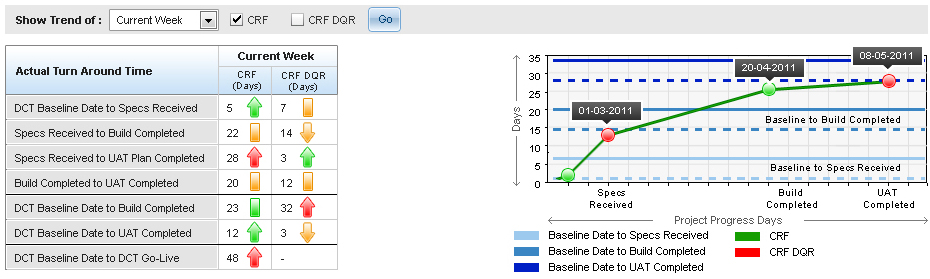 Show Trend of : Current Week CRF CRF DQR Go
Actual Turn Around Time
Current Week
CRF (Days)
CRF DQR (Days)
DCT Baseline Date to Specs Received 5 7
Specs Received to Build Completed 22 14
Specs Received to UAT Plan Completed 28 3
Build Completed to UAT Completed 20 12
DCT Baseline Date to Build Completed 23 32
DCT Baseline Date to UAT Completed 12 3
DCT Baseline Date to DCT Go-Live 48 -
Days
35
30
25
20
15
10
5
0
08-05-2011
20-04-2011
01-03-2011
Baseline to Build Completed
Baseline to Specs Received
Specs Received
Build Completed
UAT Completed
Project Progress Days
Baseline Date to Specs Received
Baseline Date to Build Completed
Baseline Date to UAT Completed
CRF
CRF DQR